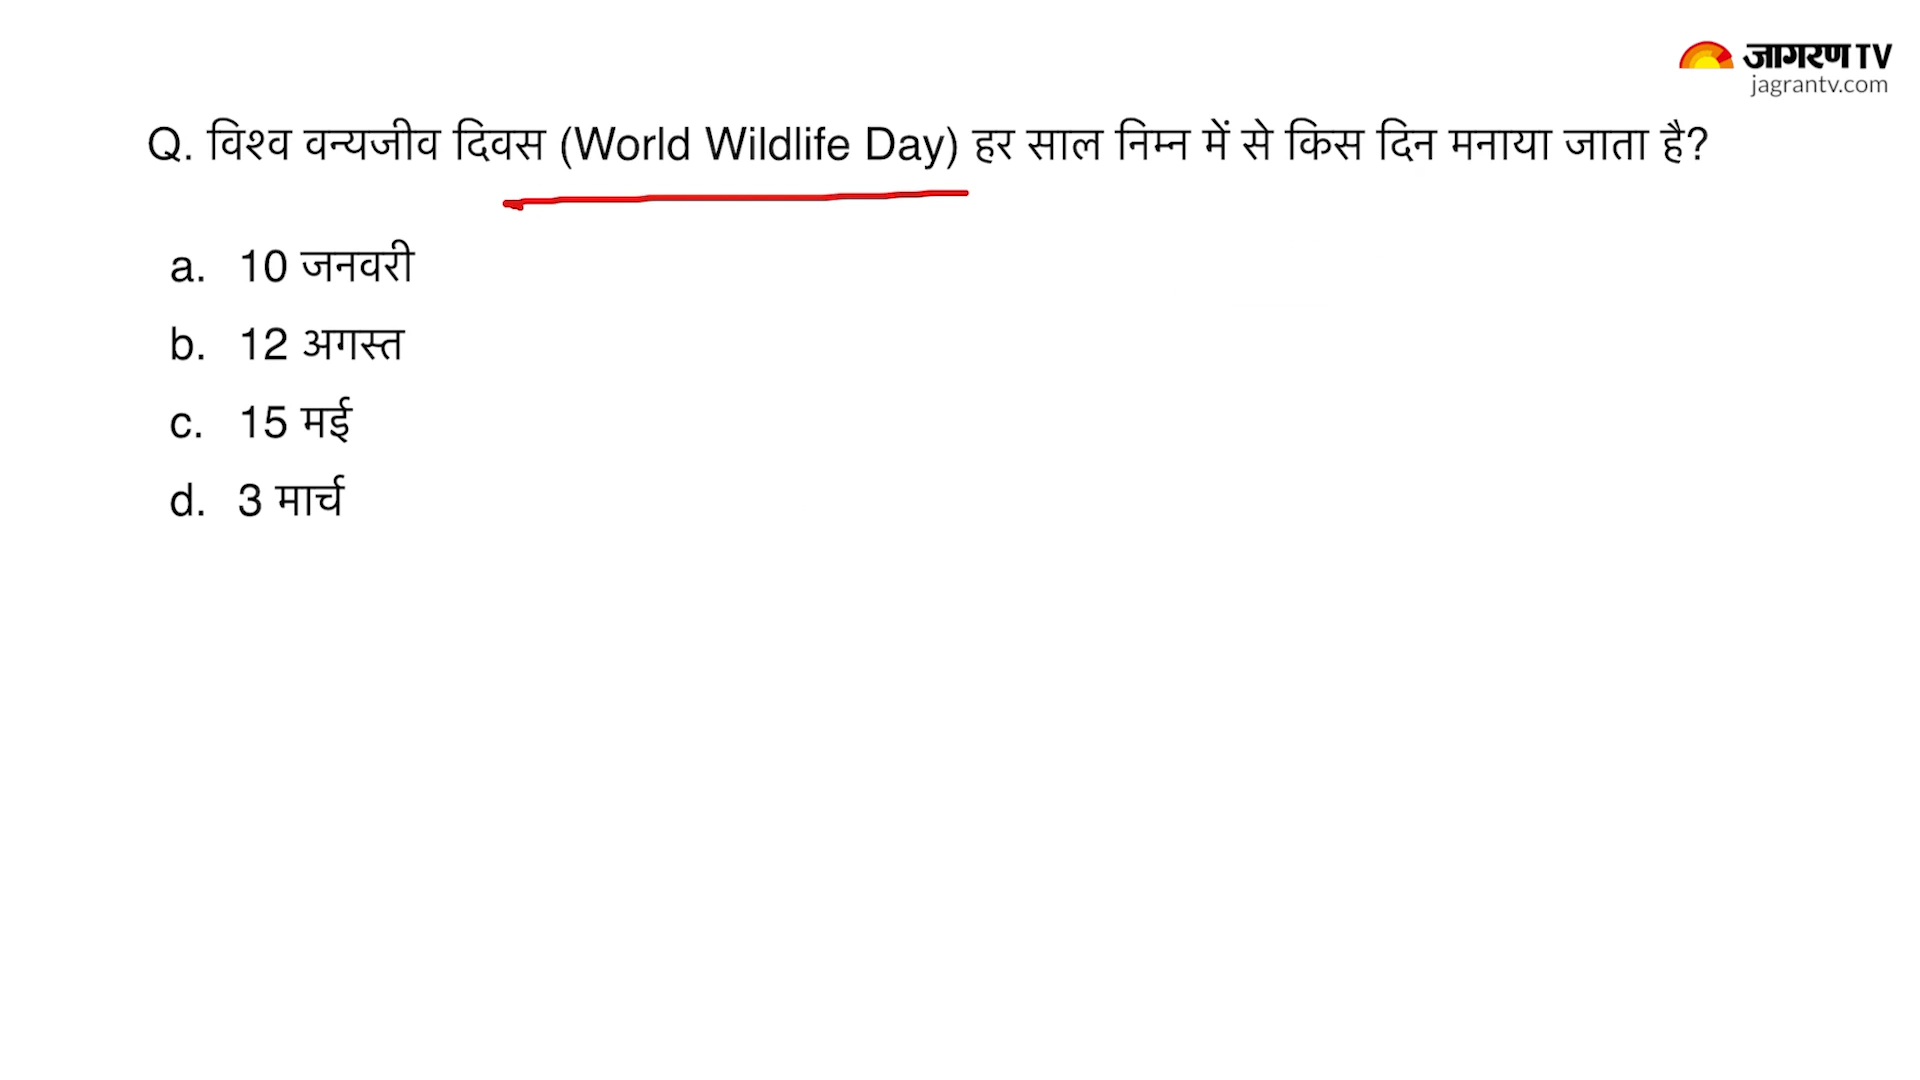 जागरण TV
jagrantv.com
Q. विश्व वन्यजीव दिवस (World Wildlife Day) हर साल निम्न में से किस दिन मनाया जाता है?
a. 10 जनवरी
b. 12 अगस्त
c. 15 मई
d. 3 मार्च